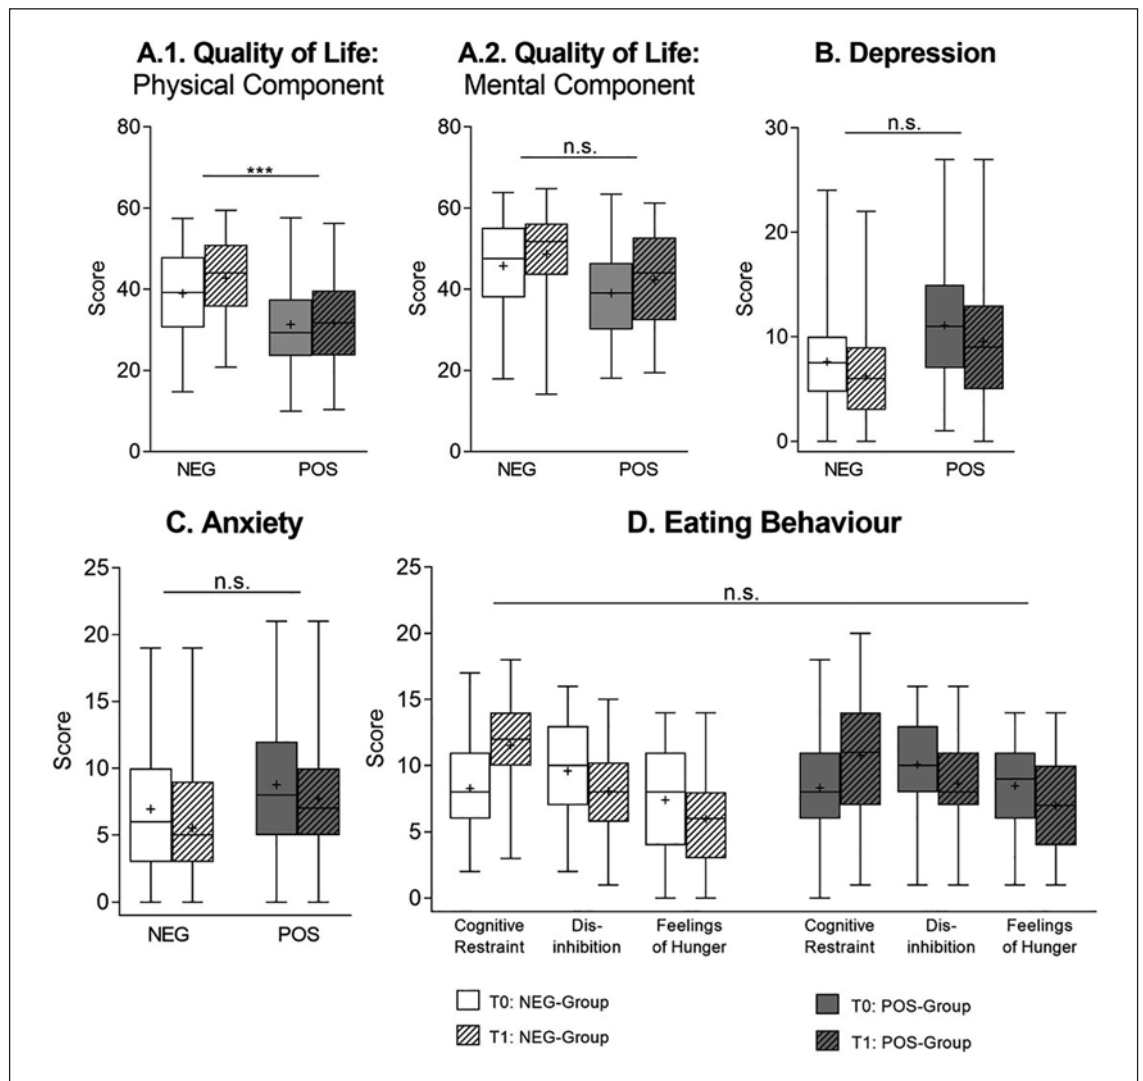 A.1. Quality of Life:
Physical Component
A.2. Quality of Life:
Mental Component
B. Depression
80
60
40
20
0
Score
***
NEG
POS
80
60
40
20
0
Score
n.s.
NEG
POS
30
20
10
0
Score
n.s.
NEG
POS
C. Anxiety
D. Eating Behaviour
25
20
15
10
5
0
Score
n.s.
NEG
POS
25
20
15
10
5
0
Score
n.s.
Cognitive
Restraint
Dis-
inhibition
Feelings
of Hunger
Cognitive
Restraint
Dis-
inhibition
Feelings
of Hunger
T0: NEG-Group
T1: NEG-Group
T0: POS-Group
T1: POS-Group